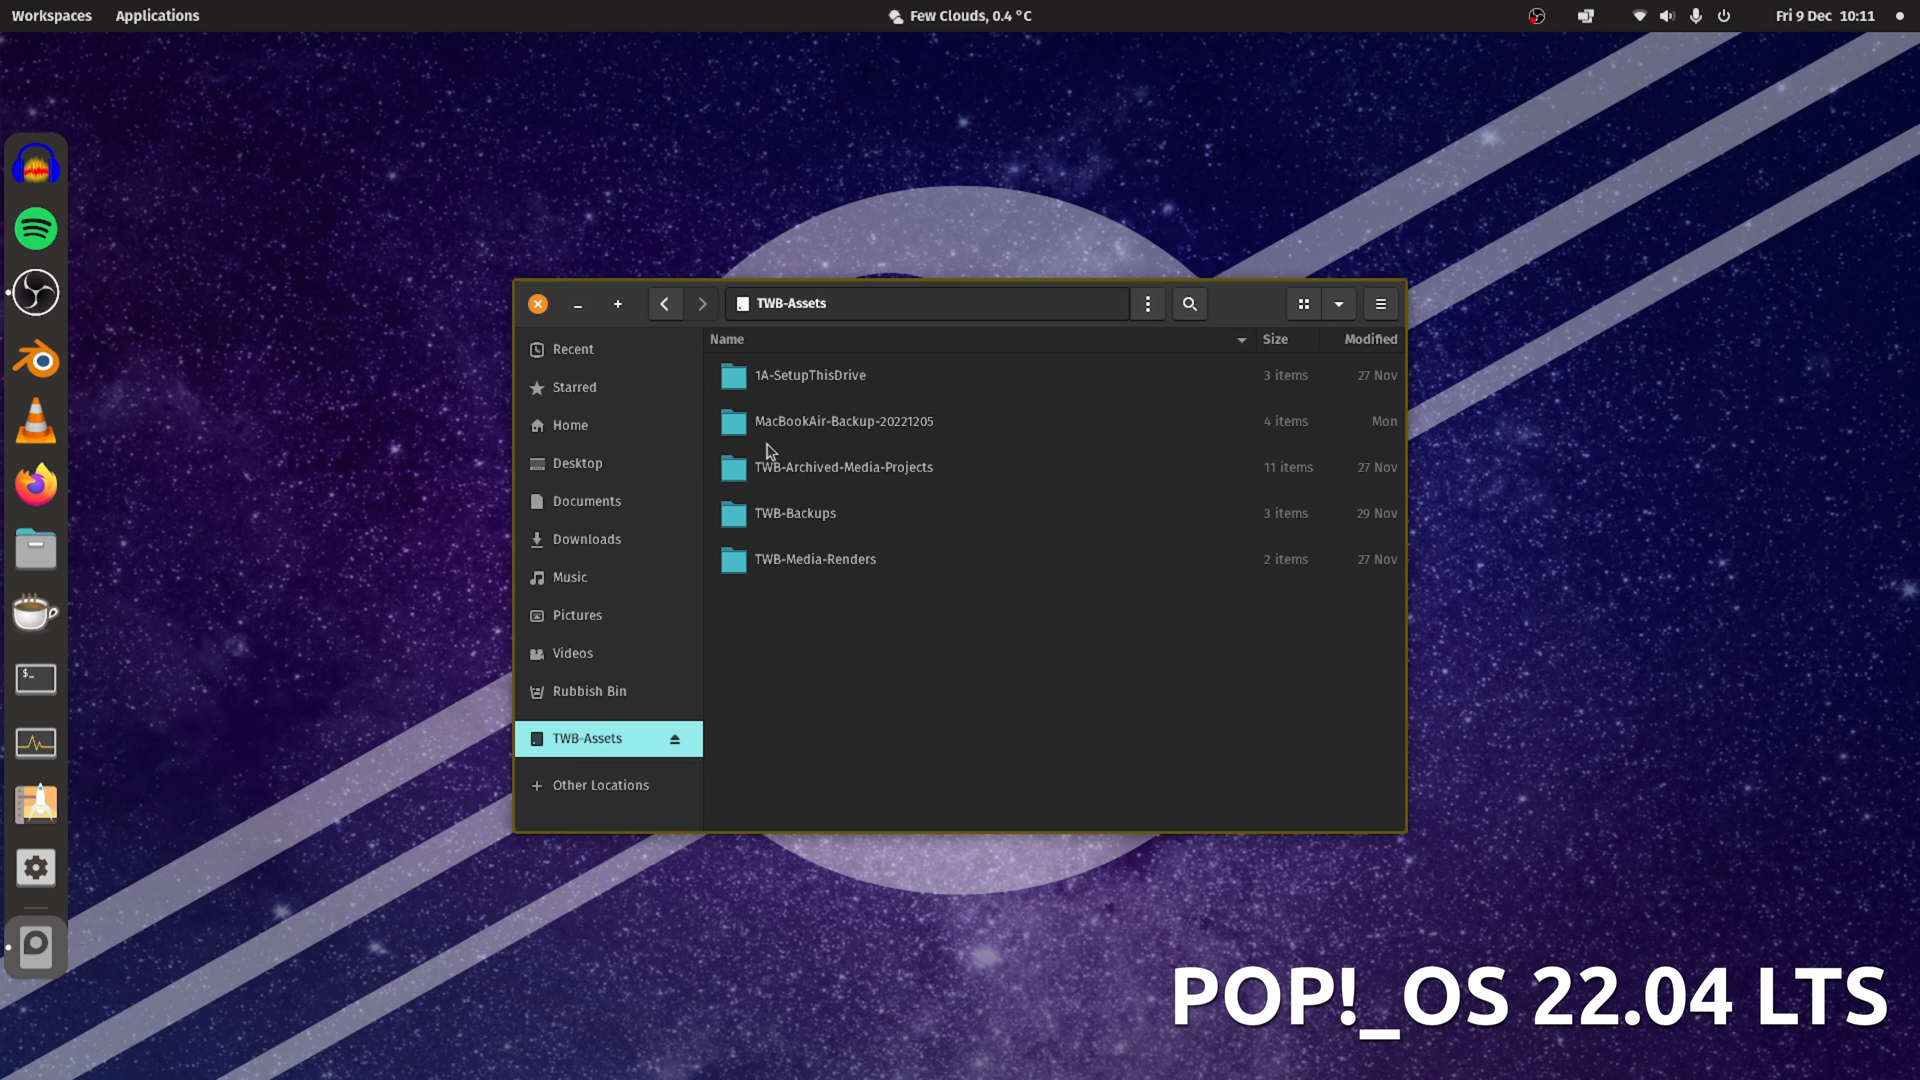 Workspaces Applications Few Clouds, 0.4 °C Fri 9 Dec 10:11
TWB-Assets
Name Size Modified
Recent
Starred
Home
Desktop
Documents
Downloads
Music
Pictures
Videos
Rubbish Bin
TWB-Assets
Other Locations
1A-SetupThisDrive 3 items 27 Nov
MacBookAir-Backup-20221205 4 items Mon
TWB-Archived-Media-Projects 11 items 27 Nov
TWB-Backups 3 items 29 Nov
TWB-Media-Renders 2 items 27 Nov
$_
POP!_OS 22.04 LTS